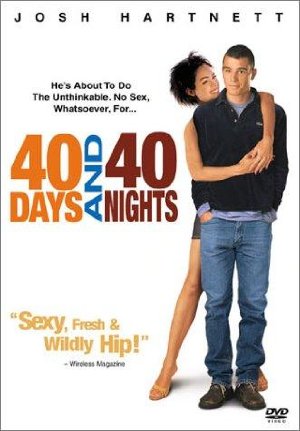 JOSH HARTNETT
He's About To Do
The Unthinkable. No Sex,
Whatsoever, For...
40 AND 40
DAYS NIGHTS
"Sexy, Fresh &
Wildly Hip!"
– Wireless Magazine
DVD
VIDEO